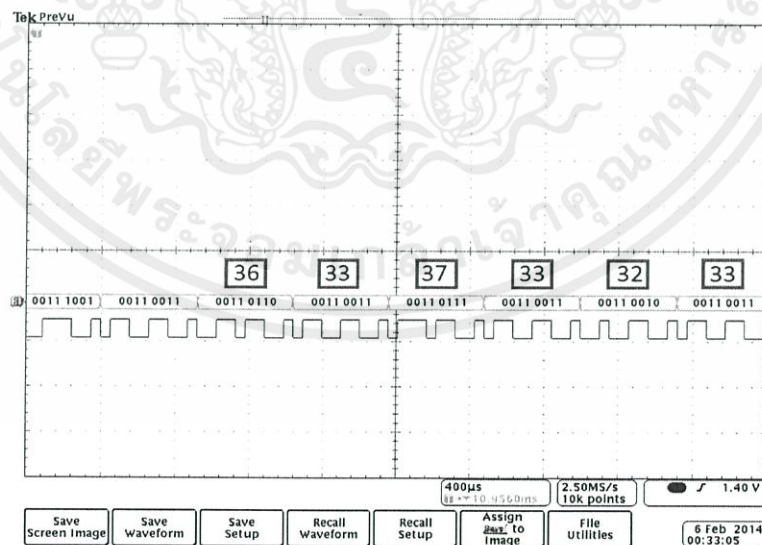 Tek PreVu
36 33 37 33 32 33
0011 1001 0011 0011 0011 0110 0011 0011 0011 0111 0011 0011 0011 0010 0011 0011
400µs
2.50MS/s
10k points
1.40 V
Save Screen Image
Save Waveform
Save Setup
Recall Waveform
Recall Setup
Assign
to
Image
File Utilities
6 Feb 2014
00:33:05